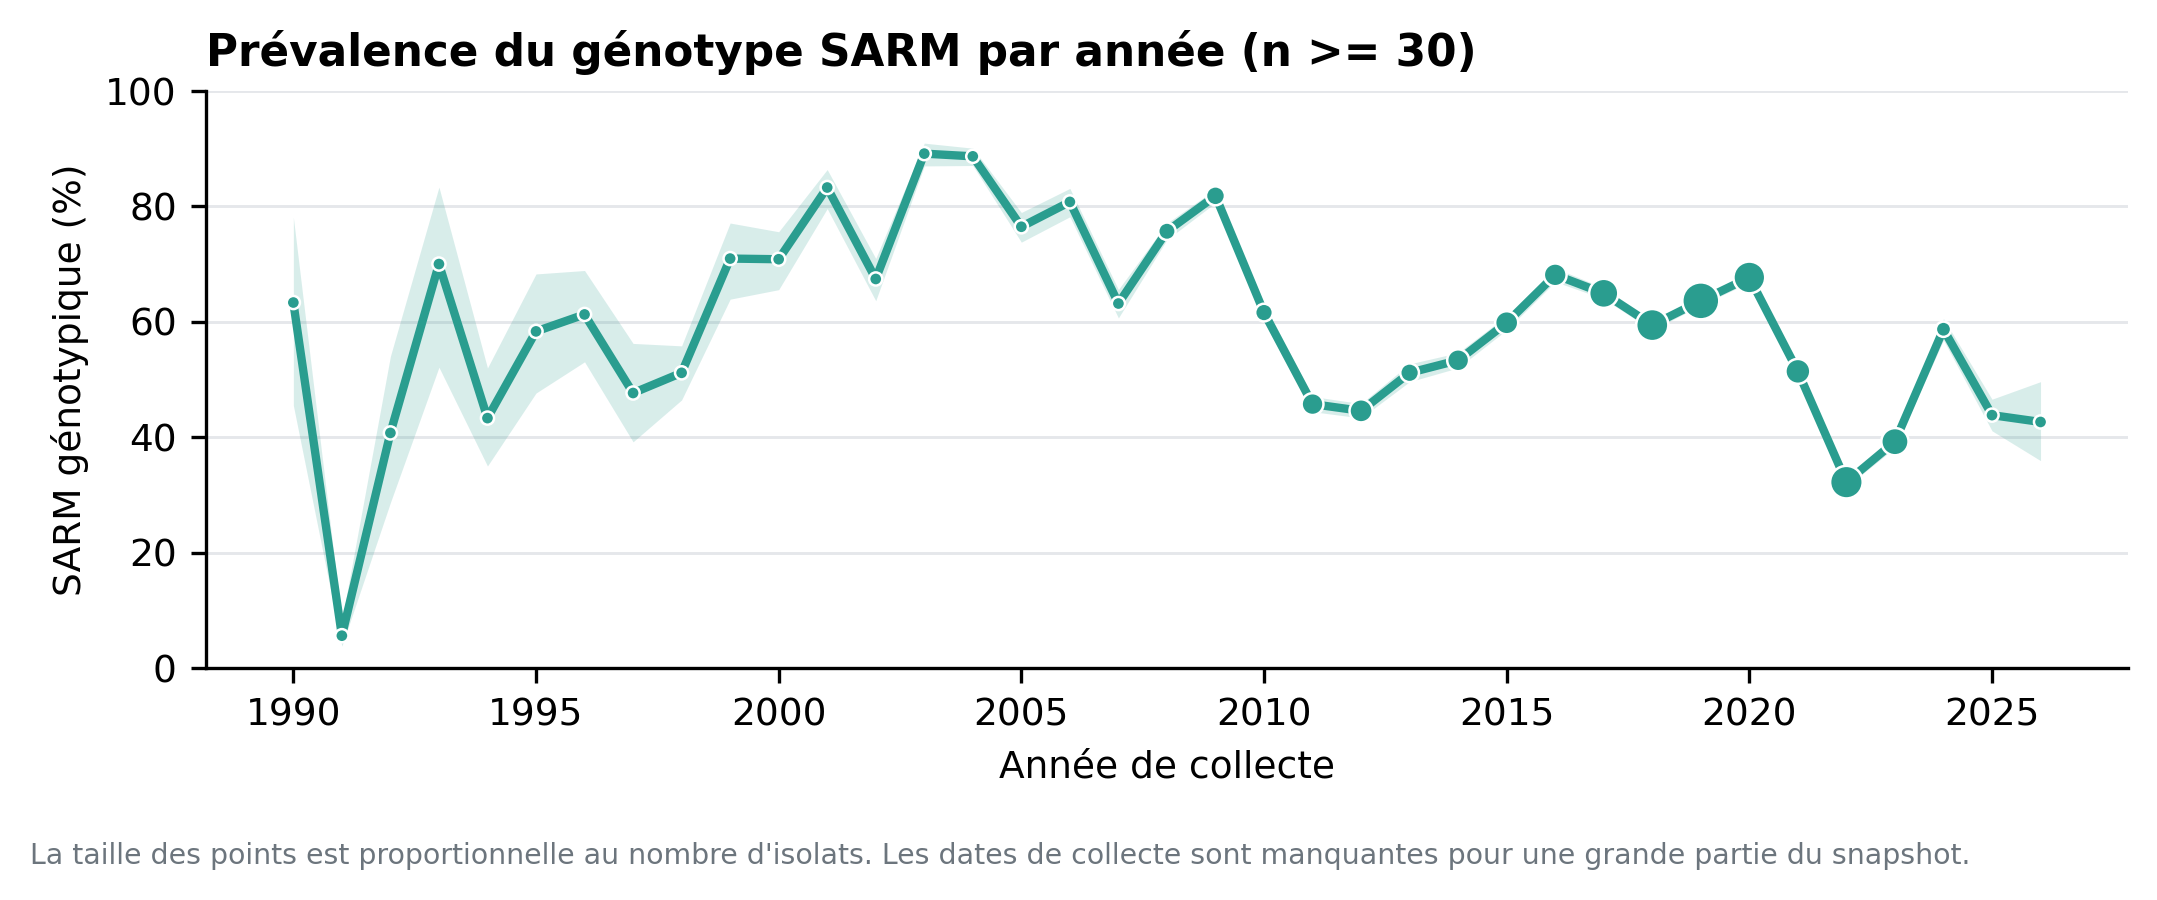 Prévalence du génotype SARM par année (n >= 30)
SARM génotypique (%)
100
80
60
40
20
0
1990 1995 2000 2005 2010 2015 2020 2025
Année de collecte
La taille des points est proportionnelle au nombre d'isolats. Les dates de collecte sont manquantes pour une grande partie du snapshot.